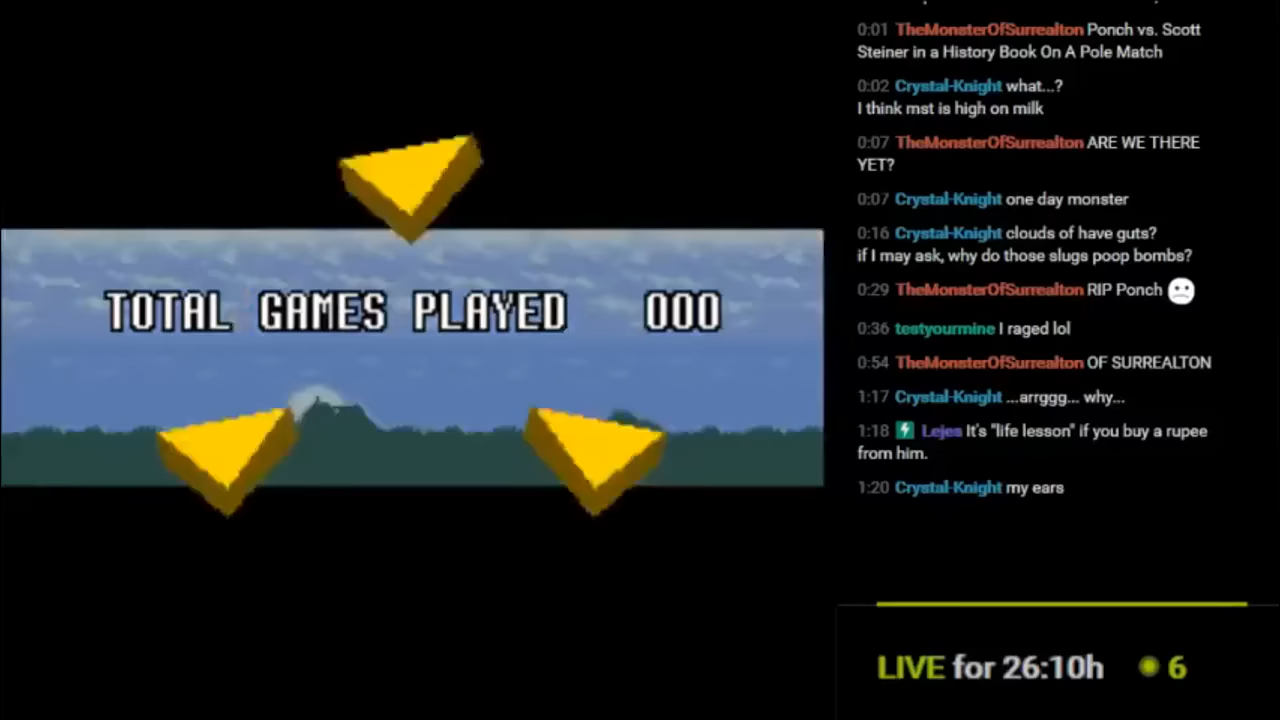 TOTAL GAMES PLAYED 000
0:01 TheMonsterOfSurrealton Ponch vs. Scott
Steiner in a History Book On A Pole Match
0:02 Crystal-Knight what...?
I think mst is high on milk
0:07 TheMonsterOfSurrealton ARE WE THERE
YET?
0:07 Crystal-Knight one day monster
0:16 Crystal-Knight clouds of have guts?
if I may ask, why do those slugs poop bombs?
0:29 TheMonsterOfSurrealton RIP Ponch
0:36 testyourmine I raged lol
0:54 TheMonsterOfSurrealton OF SURREALTON
1:17 Crystal-Knight ...arrggg... why...
1:18 Lejes It's "life lesson" if you buy a rupee
from him.
1:20 Crystal-Knight my ears
LIVE for 26:10h 6